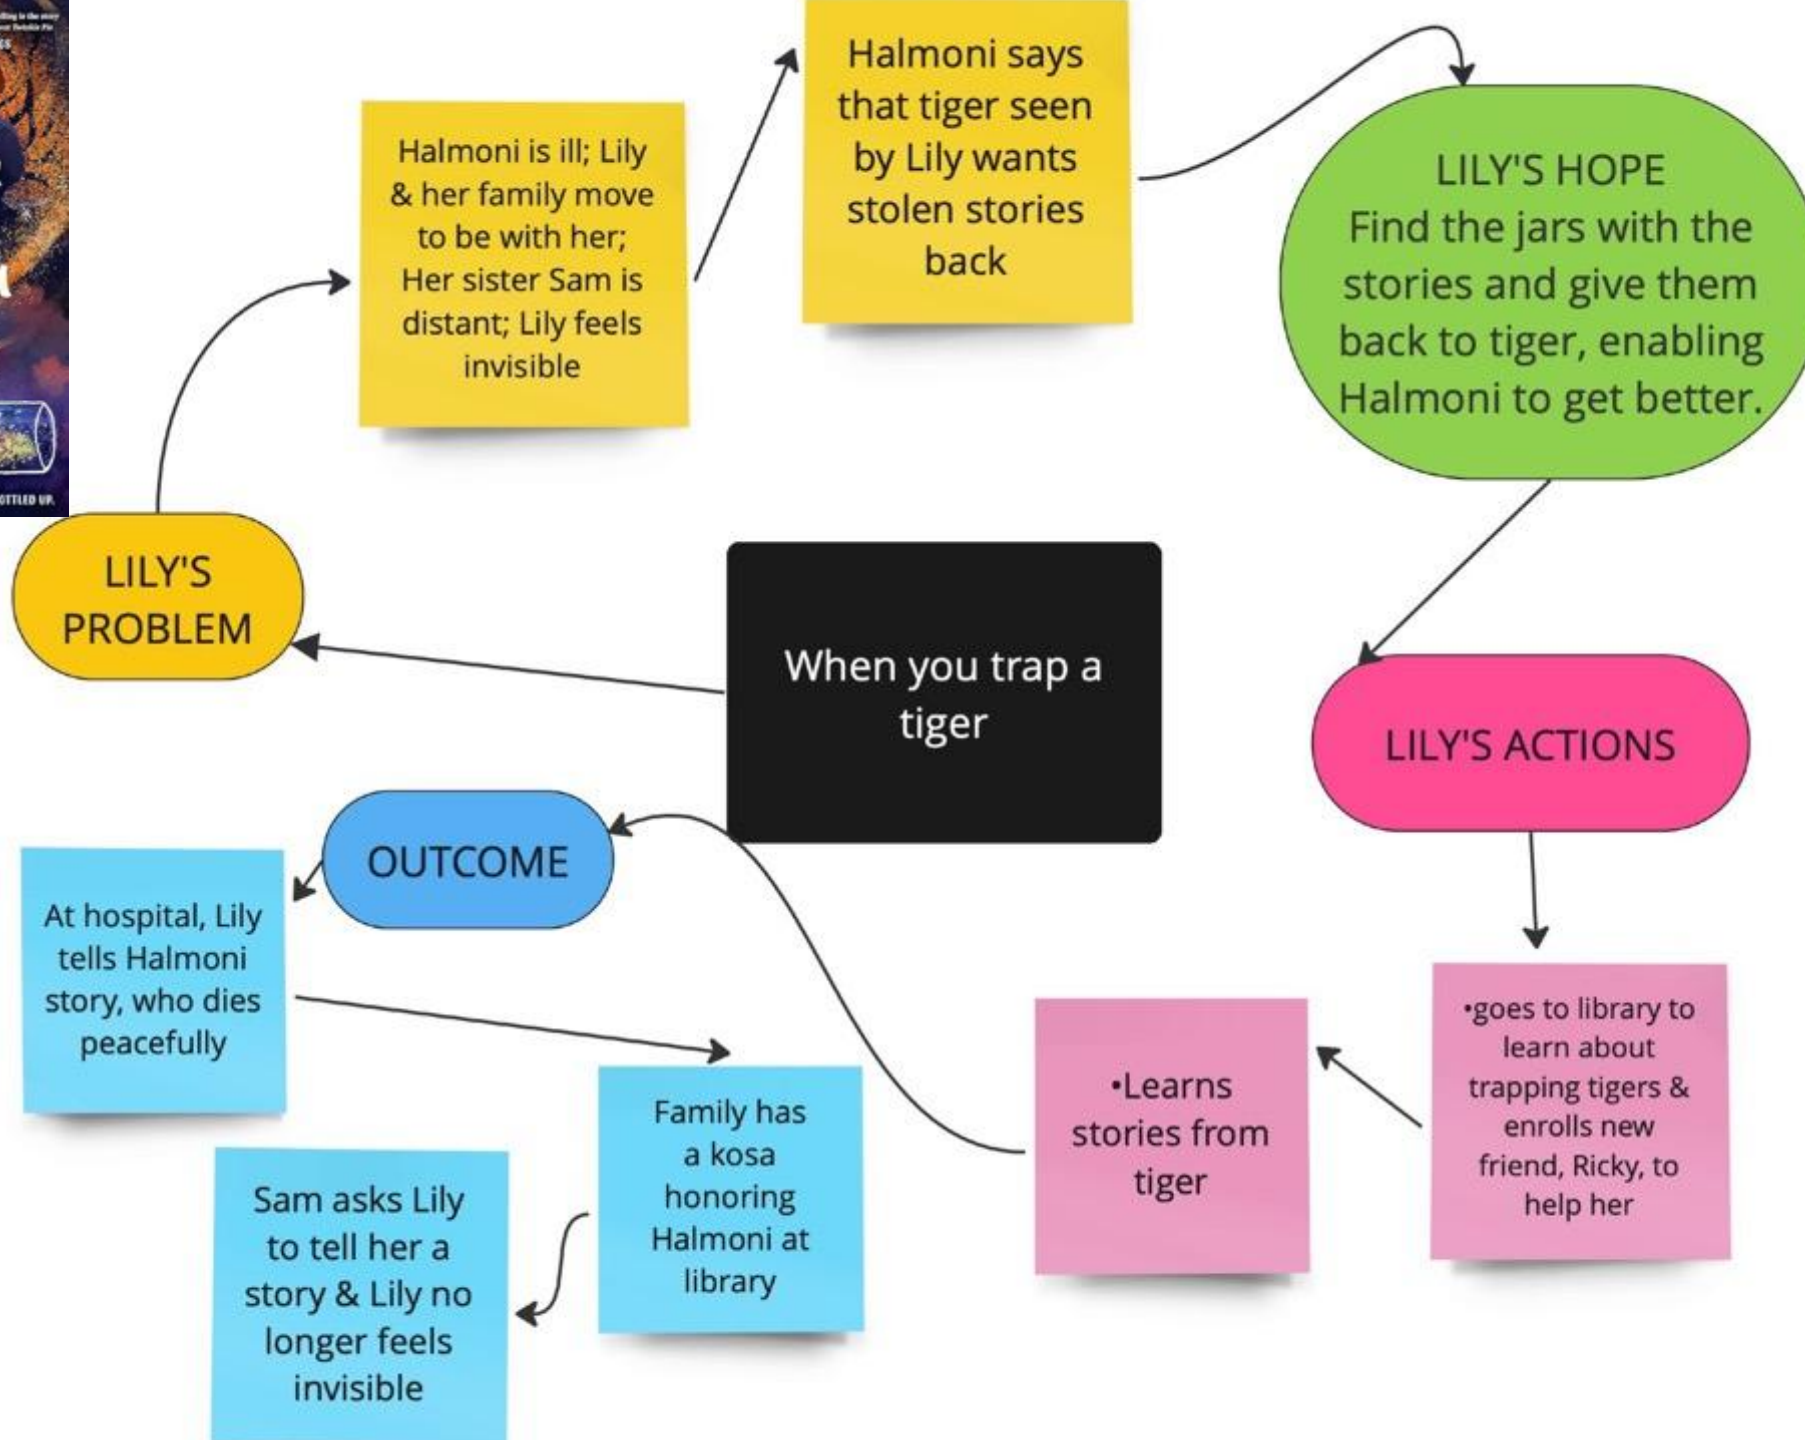 When you trap a
tiger
LILY'S
PROBLEM
Halmoni is ill; Lily
& her family move
to be with her;
Her sister Sam is
distant; Lily feels
invisible
Halmoni says
that tiger seen
by Lily wants
stolen stories
back
LILY'S HOPE
Find the jars with the
stories and give them
back to tiger, enabling
Halmoni to get better.
LILY'S ACTIONS
•goes to library to
learn about
trapping tigers &
enrolls new
friend, Ricky, to
help her
•Learns
stories from
tiger
OUTCOME
At hospital, Lily
tells Halmoni
story, who dies
peacefully
Family has
a kosa
honoring
Halmoni at
library
Sam asks Lily
to tell her a
story & Lily no
longer feels
invisible
OTTLED UP.